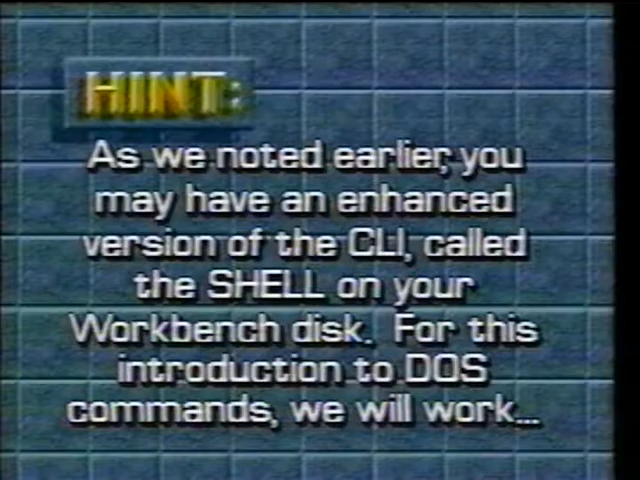 HINT:
As we noted earlier, you
may have an enhanced
version of the CLI, called
the SHELL on your
Workbench disk. For this
introduction to DOS
commands, we will work...